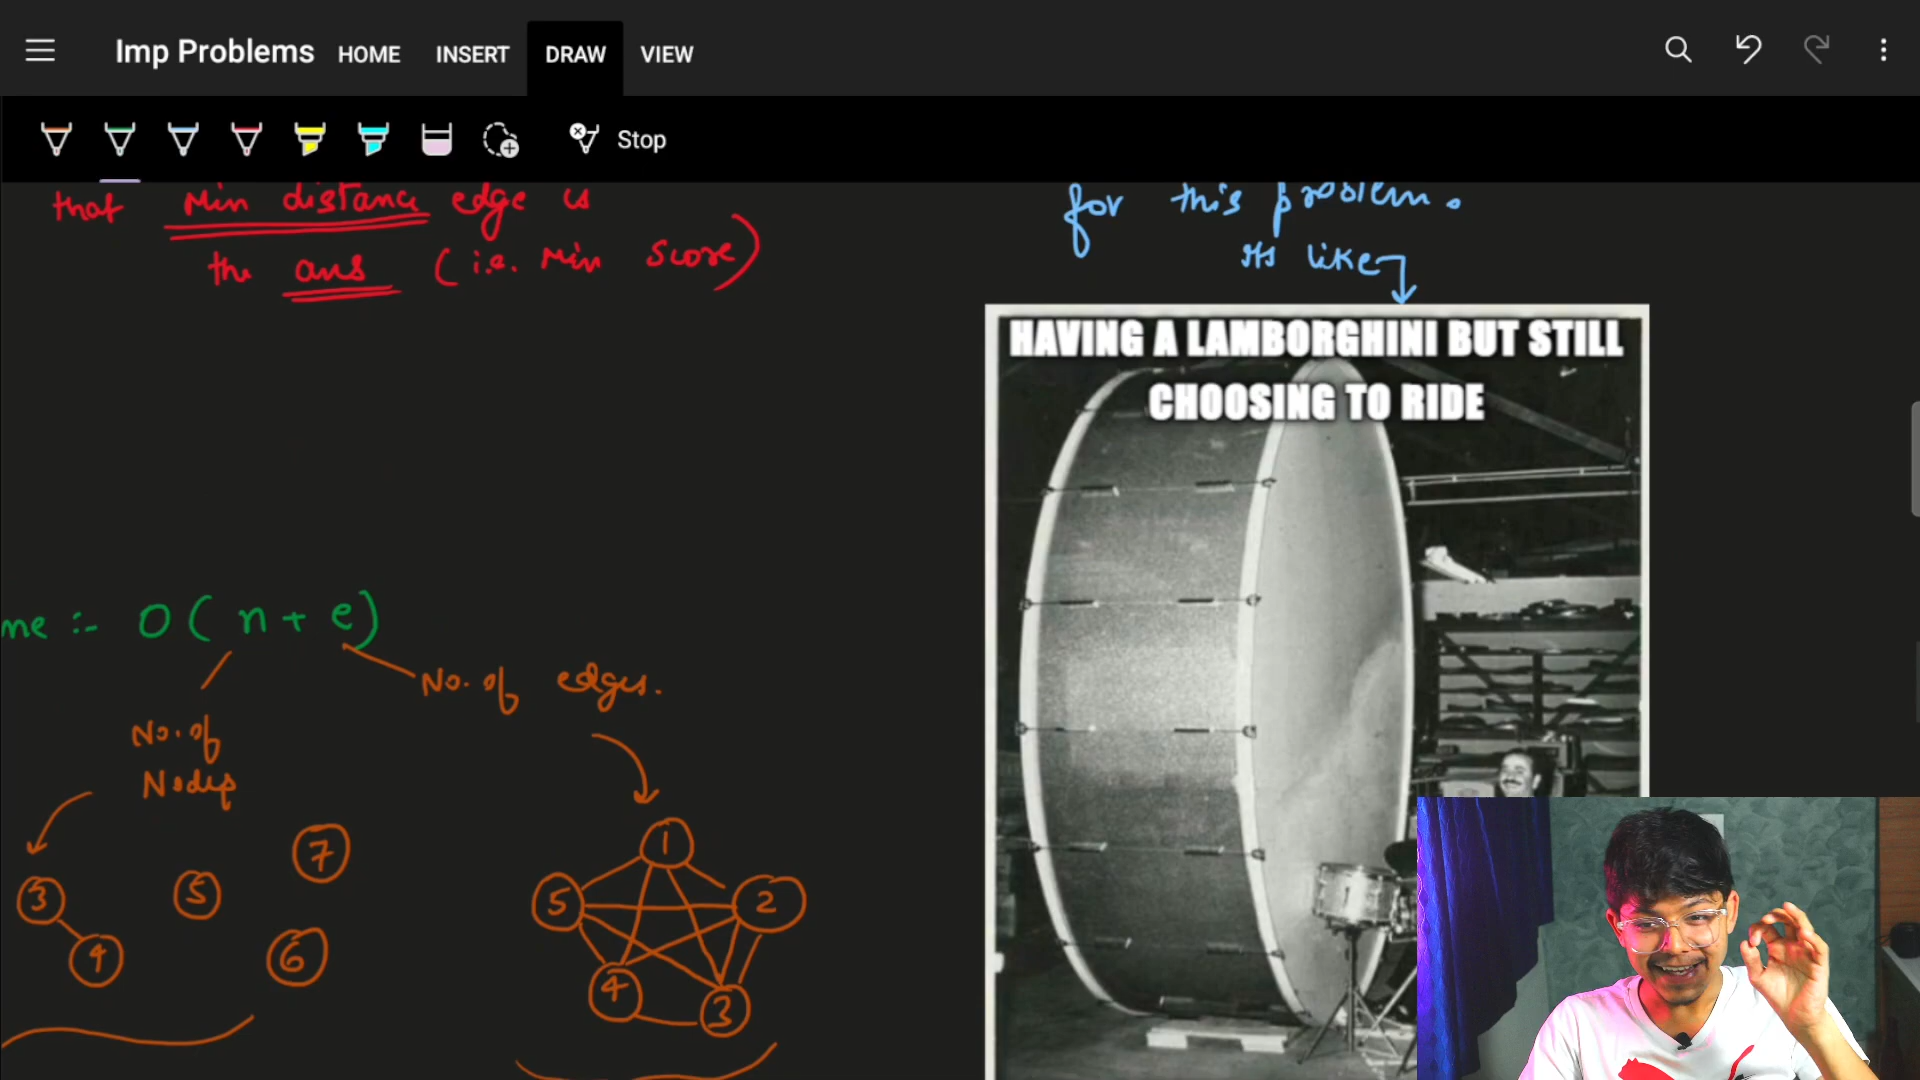 Imp Problems HOME INSERT DRAW VIEW
Stop
that Min distance edge is
the ans (i.e. Min score)
for this problem.
Its like
HAVING A LAMBORGHINI BUT STILL
CHOOSING TO RIDE
me :- O(n+e)
No. of edges.
No. of
Nodes
7
3
5
4
6
1
5
2
4
3